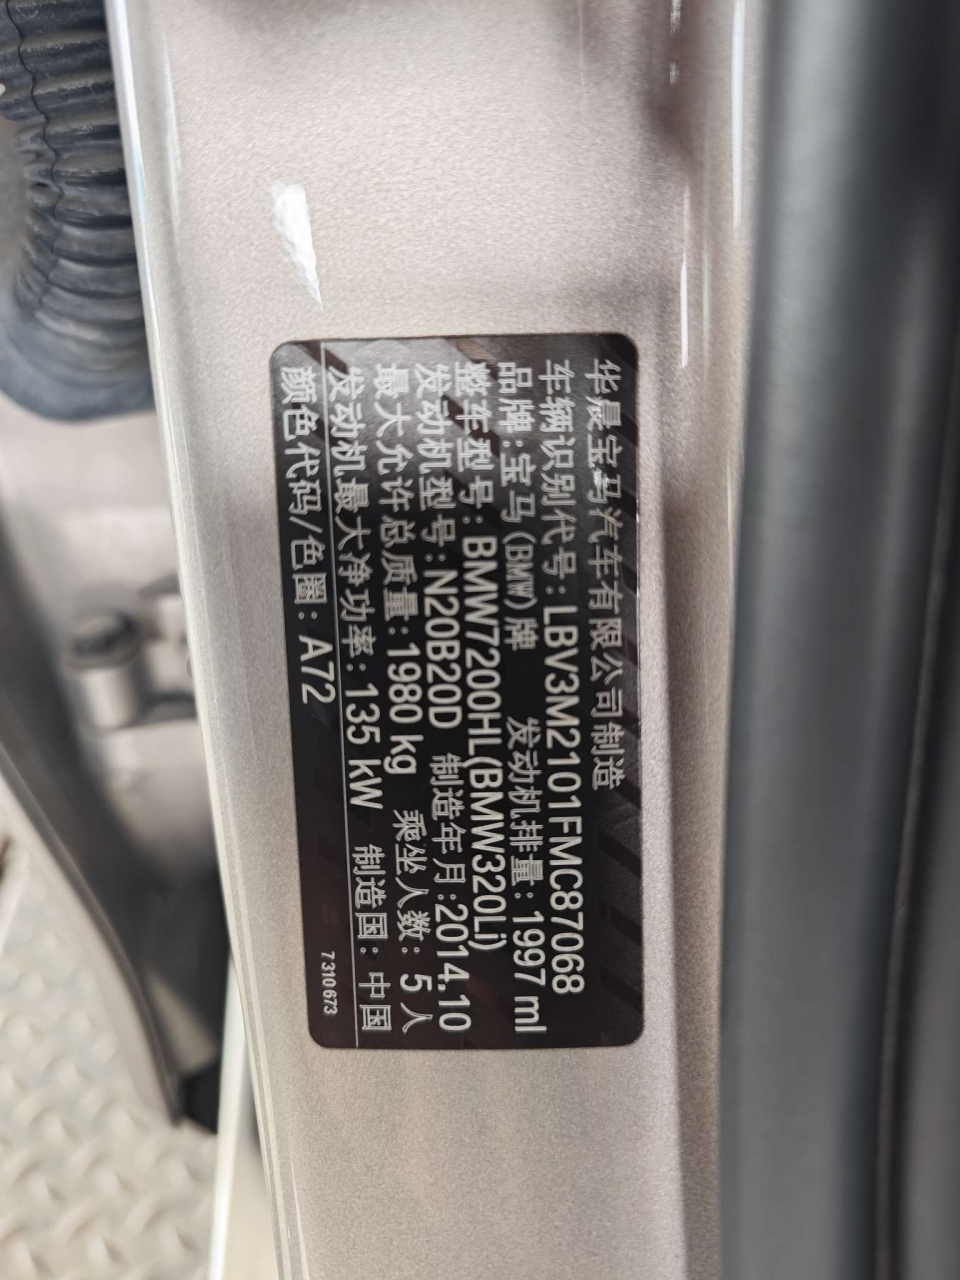 华晨宝马汽车有限公司制造
车辆识别代号：LBV3M2101FMC87068
品牌：宝马(BMW)牌 发动机排量：1997 ml
整车型号：BMW7200HL(BMW320Li)
发动机型号：N20B20D 制造年月：2014.10
最大允许总质量：1980 kg 乘坐人数：5 人
发动机最大净功率：135 kW 制造国：中国
颜色代码/色圈：A72 7 310 673